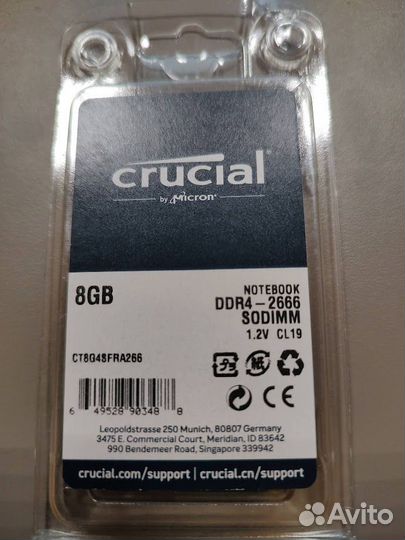 crucial
by Micron®
8GB
NOTEBOOK
DDR4-2666
SODIMM
1.2V CL19
CT8G4SFRA266
6 49528 90348 8
Leopoldstrasse 250 Munich, 80807 Germany
3475 E. Commercial Court, Meridian, ID 83642
990 Bendemeer Road, Singapore 339942
crucial.com/support | crucial.cn/support
Avito